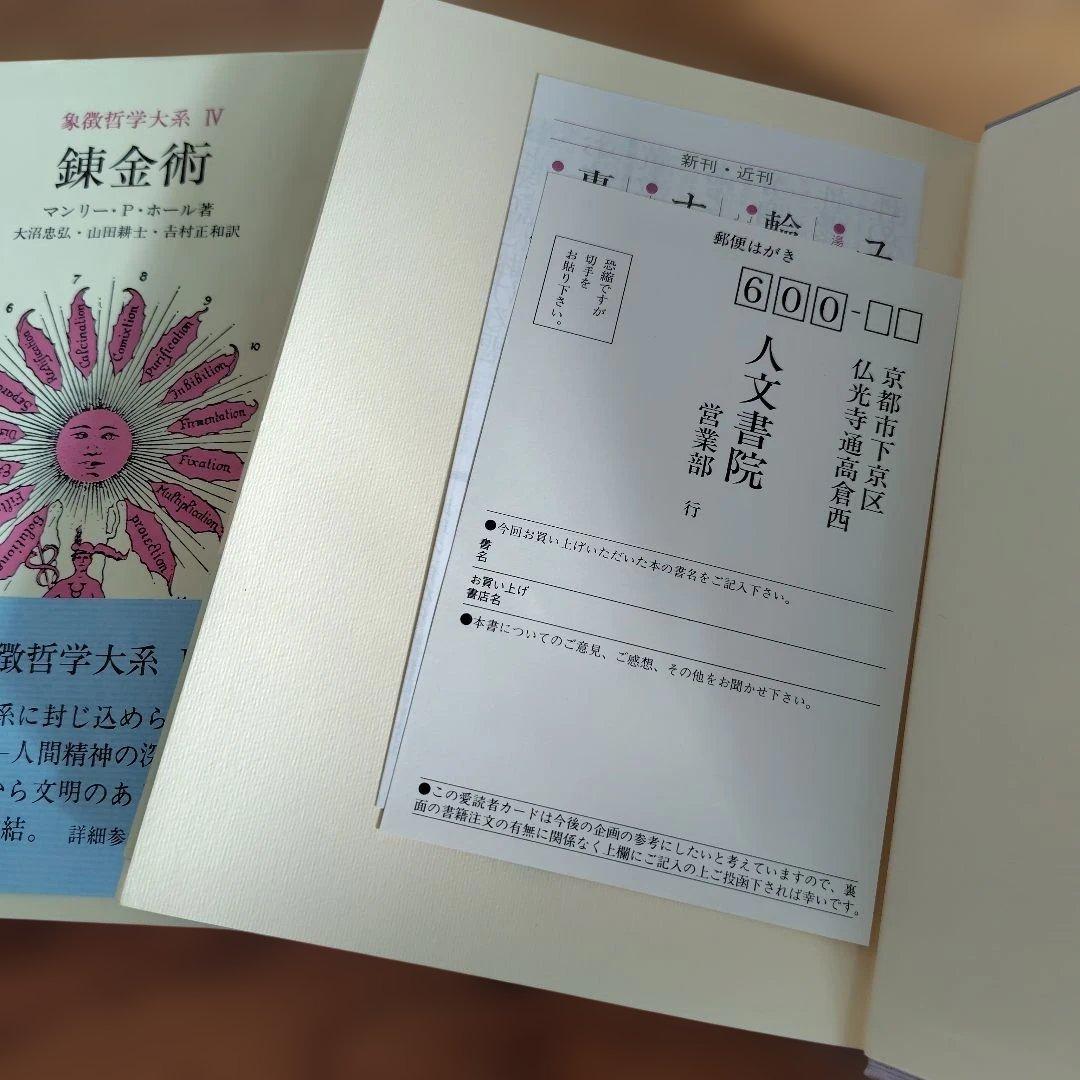 象徴哲学大系 Ⅳ
錬金術
マンリー・P・ホール著
大沼忠弘・山田耕士・吉村正和訳
6
7
8
9
10
Rectification
Calcination
Comixtion
Purification
Inhibition
Fermentation
Fixation
Multiplication
projection
Solution
徴哲学大系
系に封じ込めら
人間精神の深
から文明のあ
結。 詳細参
新刊・近刊
湯
ユ
郵便はがき
600-
恐縮ですが
切手を
お貼り下さい。
京都市下京区
仏光寺通高倉西
人文書院
営業部 行
●今回お買い上げいただいた本の書名をご記入下さい。
書名
お買い上げ
書店名
●本書についてのご意見、ご感想、その他をお聞かせ下さい。
●この愛読者カードは今後の企画の参考にしたいと考えていますので、裏
面の書籍注文の有無に関係なく上欄にご記入の上ご投函下されば幸いです。